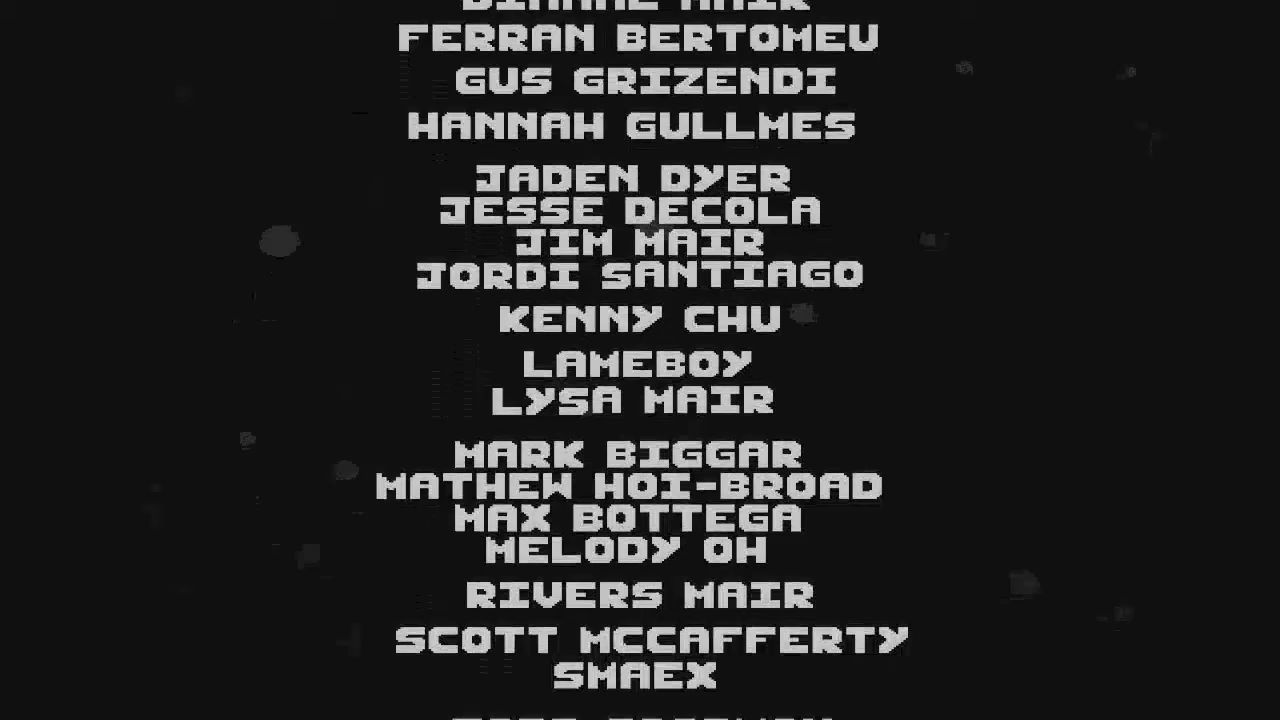 FERRAN BERTOMEU
GUS GRIZENDI
HANNAH GULLMES
JADEN DYER
JESSE DECOLA
JIM MAIR
JORDI SANTIAGO
KENNY CHU
LAMEBOY
LYSA MAIR
MARK BIGGAR
MATHEW HOI-BROAD
MAX BOTTEGA
MELODY OH
RIVERS MAIR
SCOTT MCCAFFERTY
SMAEX